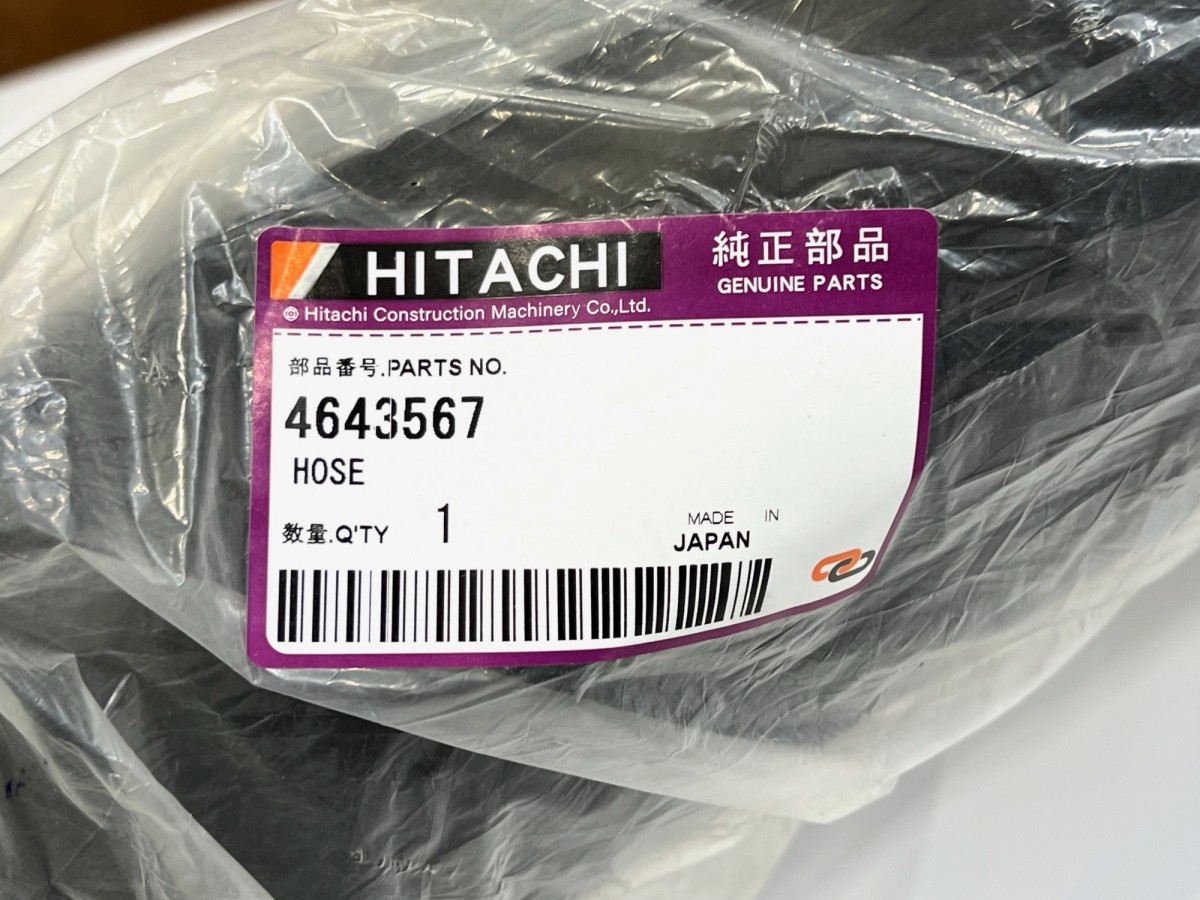 HITACHI
Hitachi Construction Machinery Co.,Ltd.
純正部品
GENUINE PARTS
部品番号.PARTS NO.
4643567
HOSE
数量.Q'TY 1
MADE IN
JAPAN